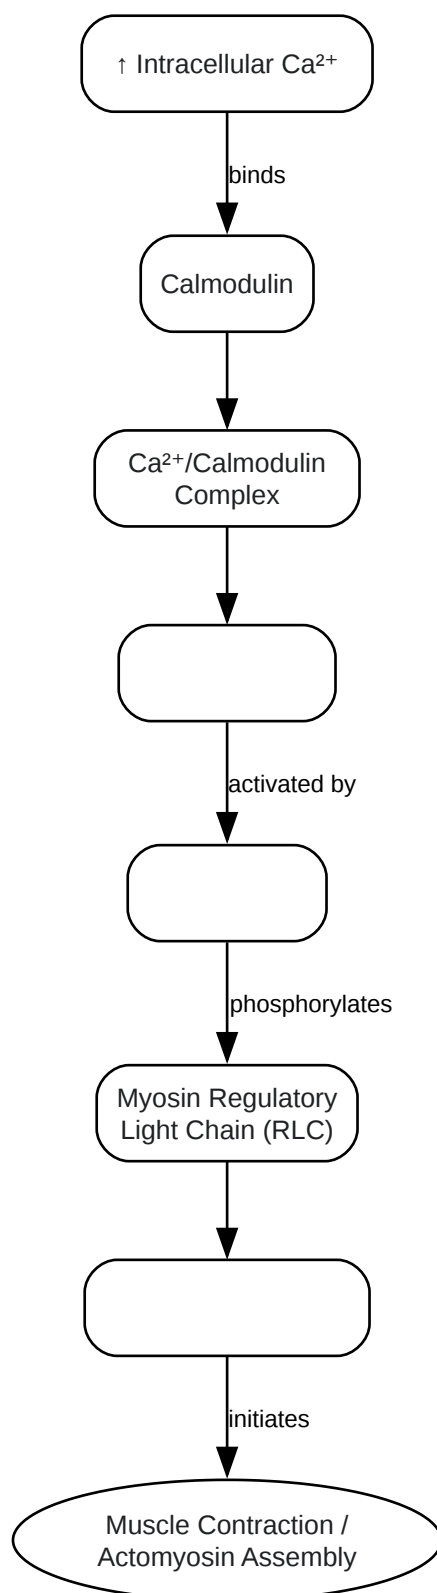 ↑ Intracellular Ca²⁺
binds
Calmodulin
Ca²⁺/Calmodulin
Complex
activated by
phosphorylates
Myosin Regulatory
Light Chain (RLC)
initiates
Muscle Contraction /
Actomyosin Assembly